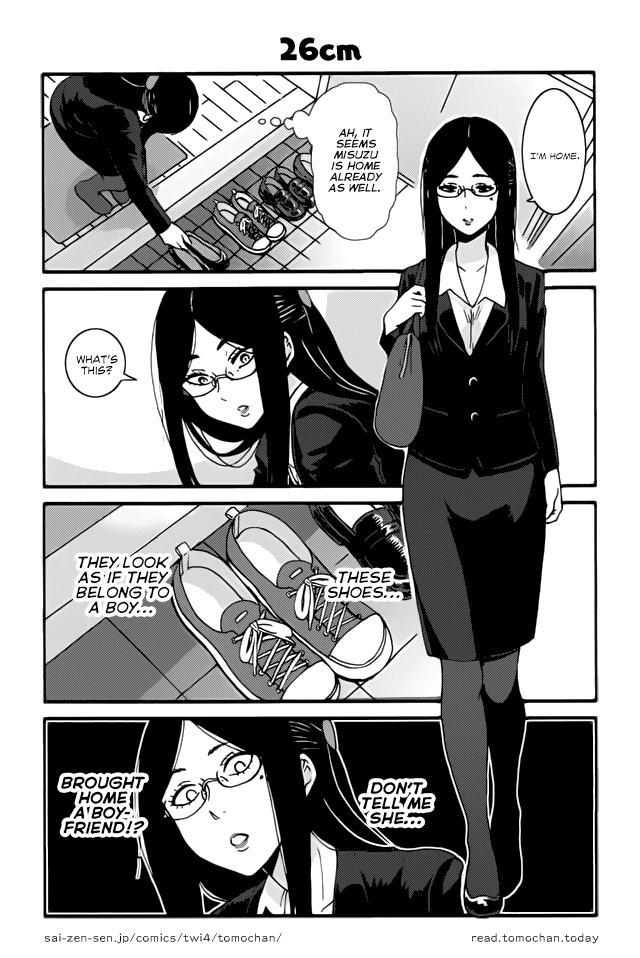 26cm
I'M HOME.
AH, IT
SEEMS
MISUZU
IS HOME
ALREADY
AS WELL.
WHAT'S
THIS?
THESE
SHOES...
THEY LOOK
AS IF THEY
BELONG TO
A BOY...
DON'T
TELL ME
SHE...
BROUGHT
HOME
A BOY-
FRIEND!?
sai-zen-sen.jp/comics/twi4/tomochan/
read.tomochan.today